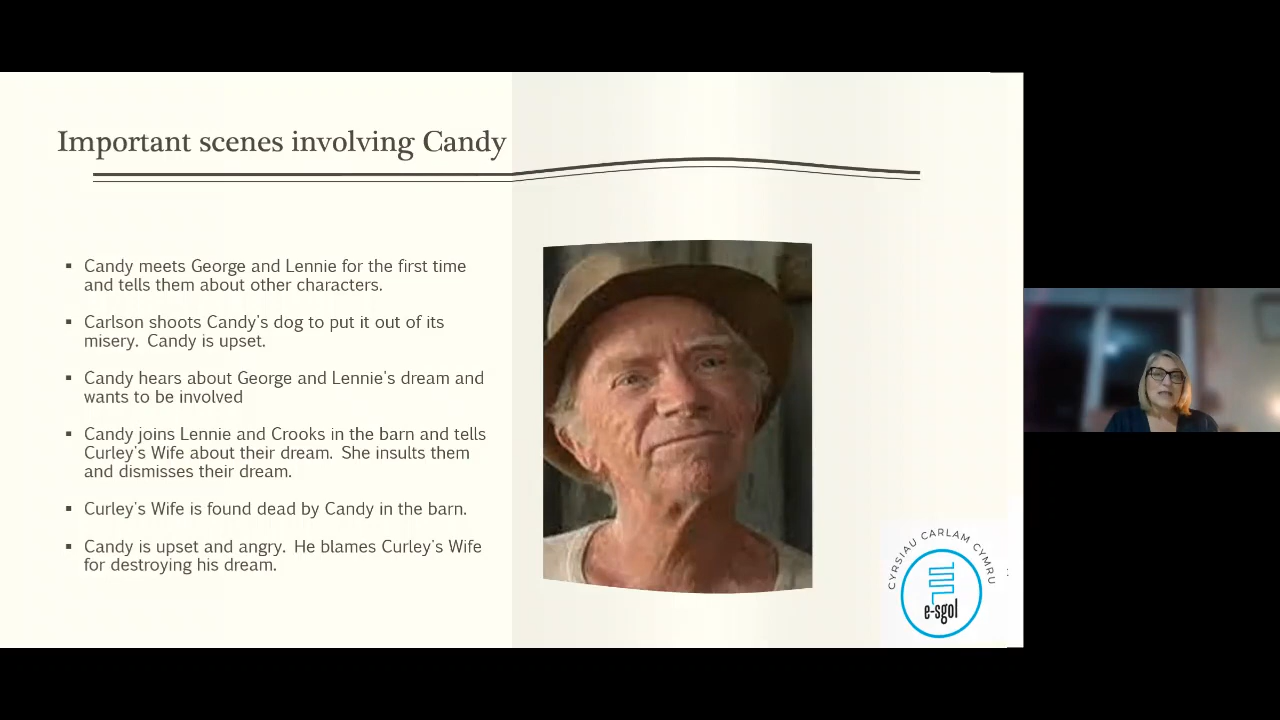 Important scenes involving Candy
▪ Candy meets George and Lennie for the first time
and tells them about other characters.
▪ Carlson shoots Candy's dog to put it out of its
misery. Candy is upset.
▪ Candy hears about George and Lennie's dream and
wants to be involved
▪ Candy joins Lennie and Crooks in the barn and tells
Curley's Wife about their dream. She insults them
and dismisses their dream.
▪ Curley's Wife is found dead by Candy in the barn.
▪ Candy is upset and angry. He blames Curley's Wife
for destroying his dream.
CYRSIAU CARLAM CYMRU
e-sgol